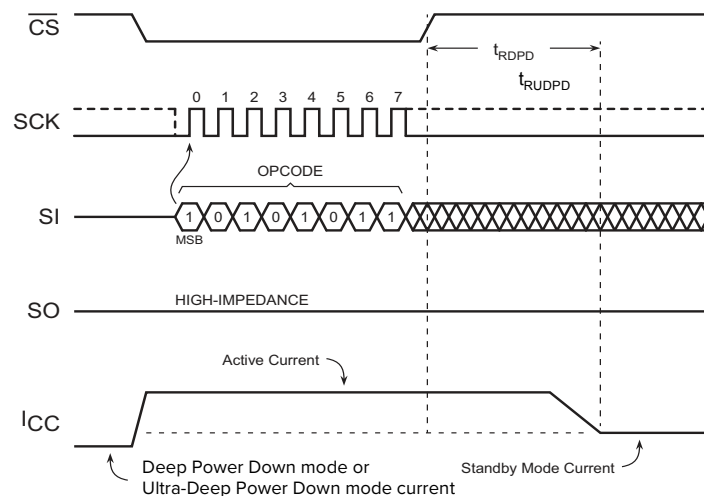 CS
tRDPD
tRUDPD
0 1 2 3 4 5 6 7
SCK
OPCODE
SI
1 0 1 0 1 0 1 1
MSB
HIGH-IMPEDANCE
SO
Active Current
ICC
Deep Power Down mode or
Ultra-Deep Power Down mode current
Standby Mode Current